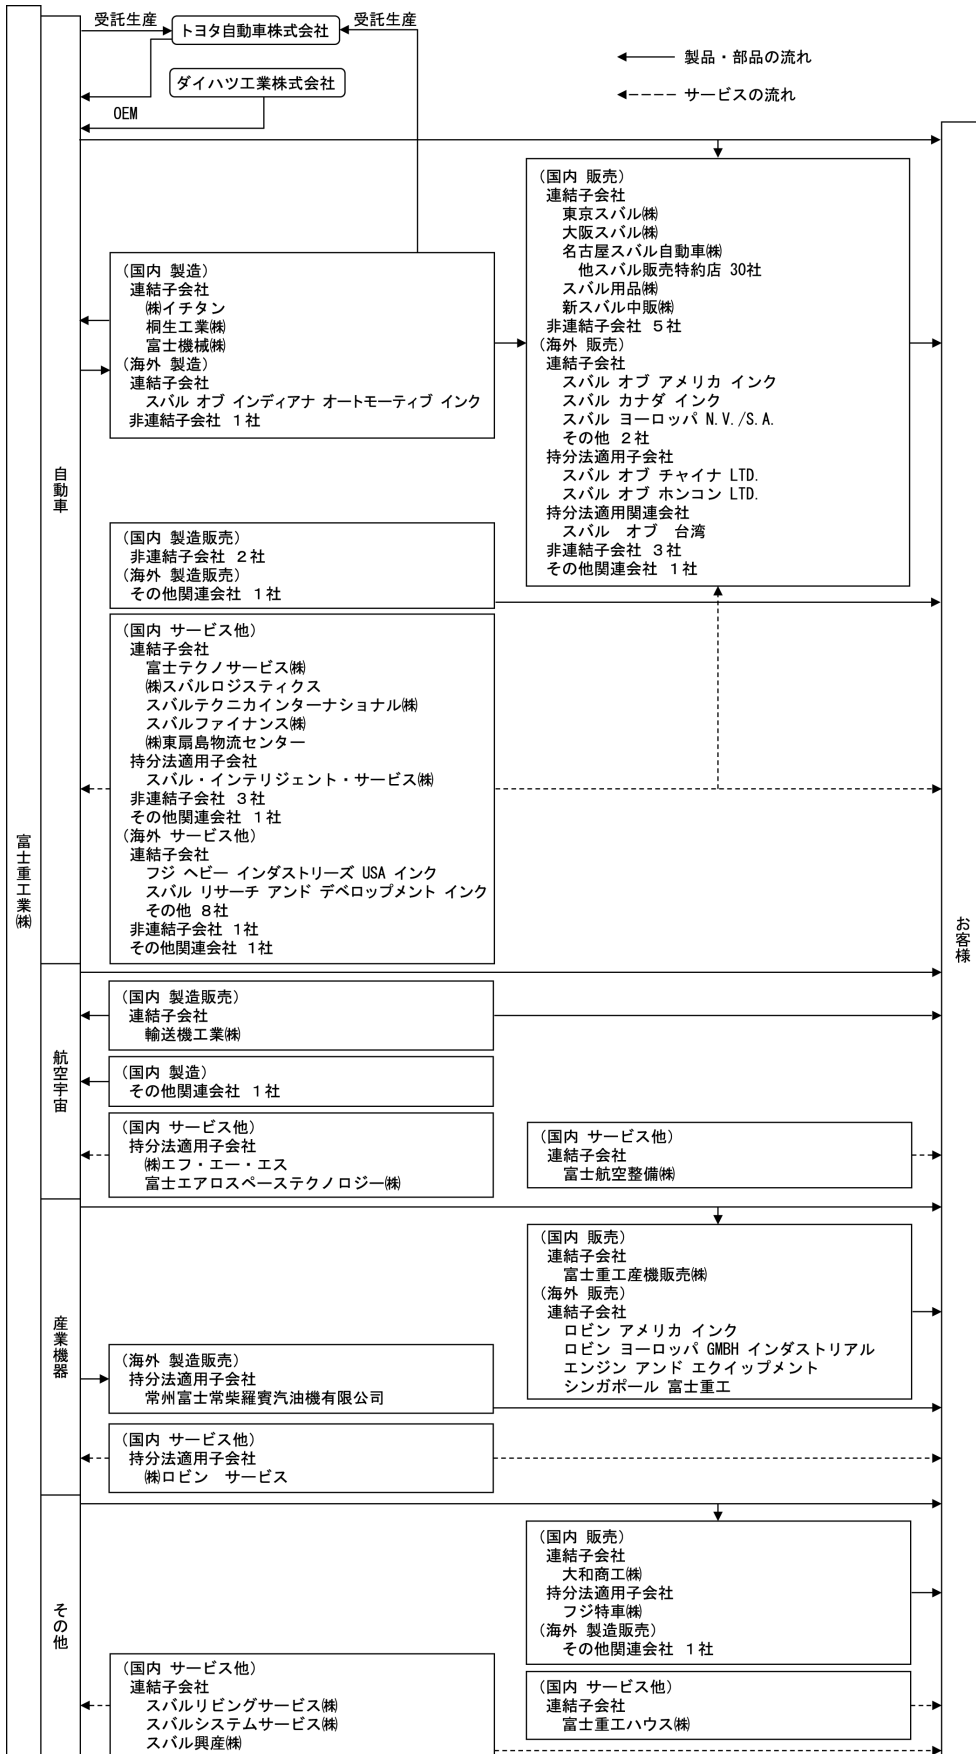 受託生産
トヨタ自動車株式会社
受託生産
ダイハツ工業株式会社
OEM
製品・部品の流れ
サービスの流れ
富士重工業㈱
お客様
自動車
(国内 製造)
連結子会社
㈱イチタン
桐生工業㈱
富士機械㈱
(海外 製造)
連結子会社
スバル オブ インディアナ オートモーティブ インク
非連結子会社 1社
(国内 販売)
連結子会社
東京スバル㈱
大阪スバル㈱
名古屋スバル自動車㈱
他スバル販売特約店 30社
スバル用品㈱
新スバル中販㈱
非連結子会社 5社
(海外 販売)
連結子会社
スバル オブ アメリカ インク
スバル カナダ インク
スバル ヨーロッパ N.V./S.A.
その他 2社
持分法適用子会社
スバル オブ チャイナ LTD.
スバル オブ ホンコン LTD.
持分法適用関連会社
スバル オブ 台湾
非連結子会社 3社
その他関連会社 1社
(国内 製造販売)
非連結子会社 2社
(海外 製造販売)
その他関連会社 1社
(国内 サービス他)
連結子会社
富士テクノサービス㈱
㈱スバルロジスティクス
スバルテクニカインターナショナル㈱
スバルファイナンス㈱
㈱東扇島物流センター
持分法適用子会社
スバル・インテリジェント・サービス㈱
非連結子会社 3社
その他関連会社 1社
(海外 サービス他)
連結子会社
フジ ヘビー インダストリーズ USA インク
スバル リサーチ アンド デベロップメント インク
その他 8社
非連結子会社 1社
その他関連会社 1社
航空宇宙
(国内 製造販売)
連結子会社
輸送機工業㈱
(国内 製造)
その他関連会社 1社
(国内 サービス他)
持分法適用子会社
㈱エフ・エー・エス
富士エアロスペーステクノロジー㈱
(国内 サービス他)
連結子会社
富士航空整備㈱
産業機器
(国内 販売)
連結子会社
富士重工産機販売㈱
(海外 販売)
連結子会社
ロビン アメリカ インク
ロビン ヨーロッパ GMBH インダストリアル
エンジン アンド エクイップメント
シンガポール 富士重工
(海外 製造販売)
持分法適用子会社
常州富士常柴羅賓汽油機有限公司
(国内 サービス他)
持分法適用子会社
㈱ロビン サービス
その他
(国内 販売)
連結子会社
大和商工㈱
持分法適用子会社
フジ特車㈱
(海外 製造販売)
その他関連会社 1社
(国内 サービス他)
連結子会社
スバルリビングサービス㈱
スバルシステムサービス㈱
スバル興産㈱
(国内 サービス他)
連結子会社
富士重工ハウス㈱